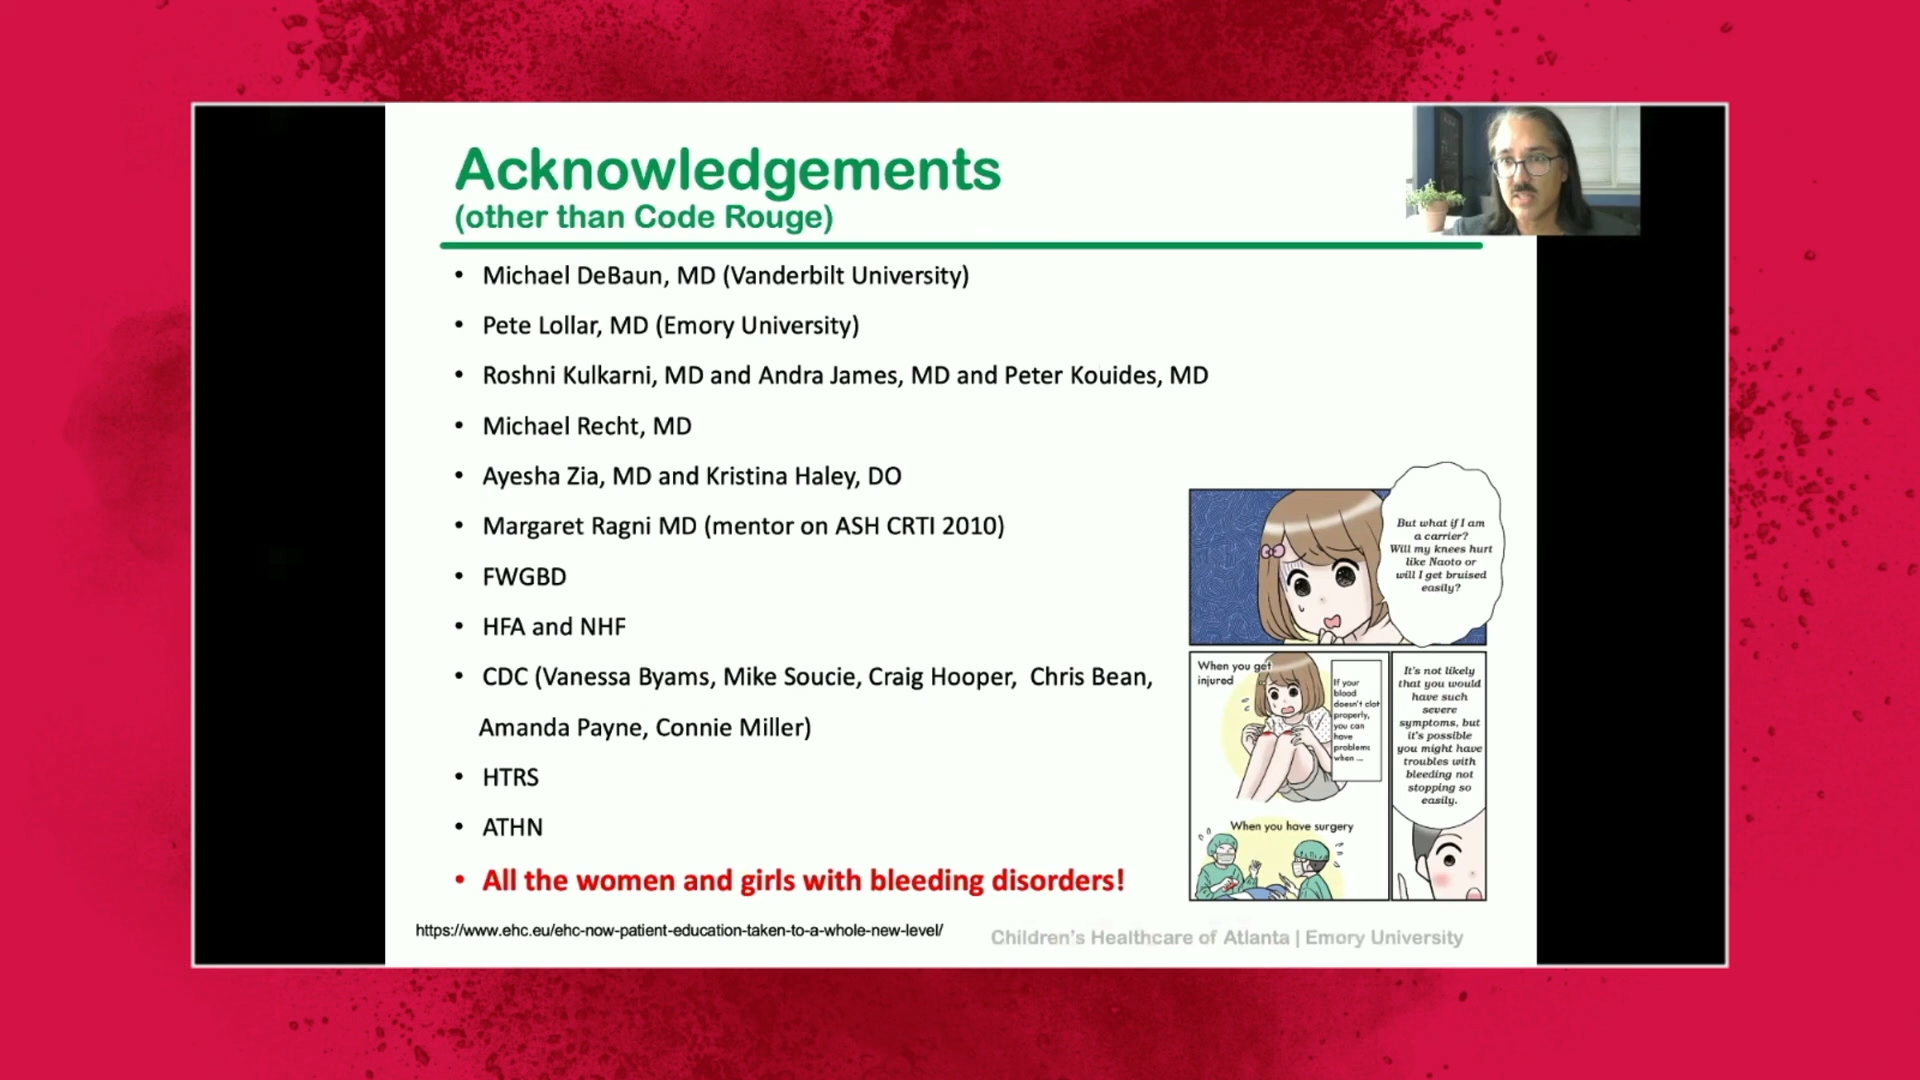 Acknowledgements
(other than Code Rouge)
• Michael DeBaun, MD (Vanderbilt University)
• Pete Lollar, MD (Emory University)
• Roshni Kulkarni, MD and Andra James, MD and Peter Kouides, MD
• Michael Recht, MD
• Ayesha Zia, MD and Kristina Haley, DO
• Margaret Ragni MD (mentor on ASH CRTI 2010)
• FWGBD
• HFA and NHF
• CDC (Vanessa Byams, Mike Soucie, Craig Hooper, Chris Bean,
Amanda Payne, Connie Miller)
• HTRS
• ATHN
• All the women and girls with bleeding disorders!
But what if I am
a carrier?
Will my knees hurt
like Naoto or
will I get bruised
easily?
When you get
injured
If your
blood
doesn't clot
properly,
you can
have
problems
when ...
It's not likely
that you would
have such
severe
symptoms, but
it's possible
you might have
troubles with
bleeding not
stopping so
easily.
When you have surgery
https://www.ehc.eu/ehc-now-patient-education-taken-to-a-whole-new-level/
Children's Healthcare of Atlanta | Emory University